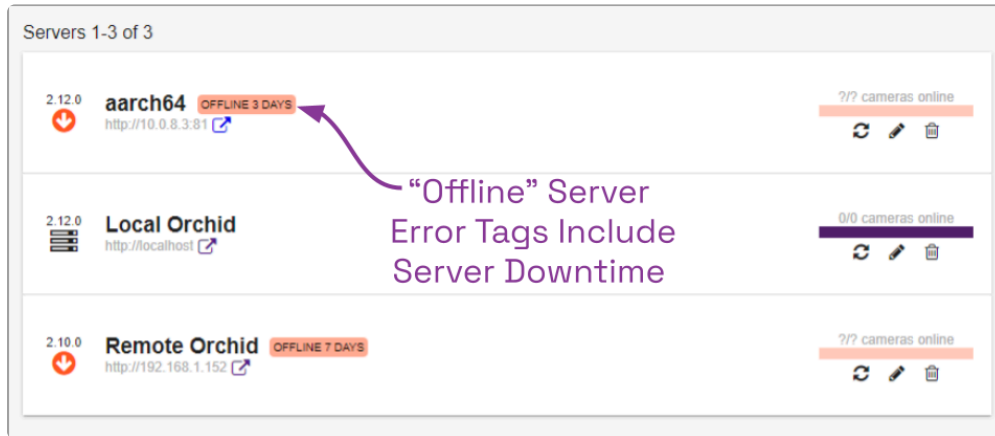 Servers 1-3 of 3
2.12.0
aarch64 OFFLINE 3 DAYS
http://10.0.8.3:81
?/? cameras online
“Offline” Server
Error Tags Include
Server Downtime
2.12.0
Local Orchid
http://localhost
0/0 cameras online
2.10.0
Remote Orchid OFFLINE 7 DAYS
http://192.168.1.152
?/? cameras online